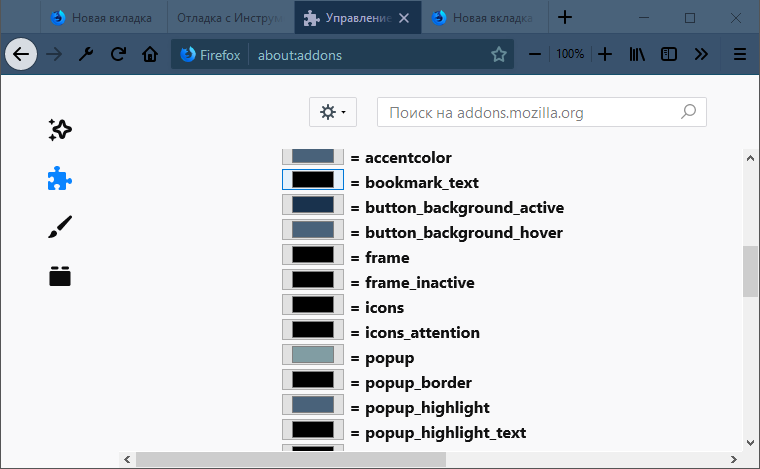 Новая вкладка
Отладка с Инструм
Управление
Новая вкладка
Firefox about:addons 100%
Поиск на addons.mozilla.org
= accentcolor
= bookmark_text
= button_background_active
= button_background_hover
= frame
= frame_inactive
= icons
= icons_attention
= popup
= popup_border
= popup_highlight
= popup_highlight_text